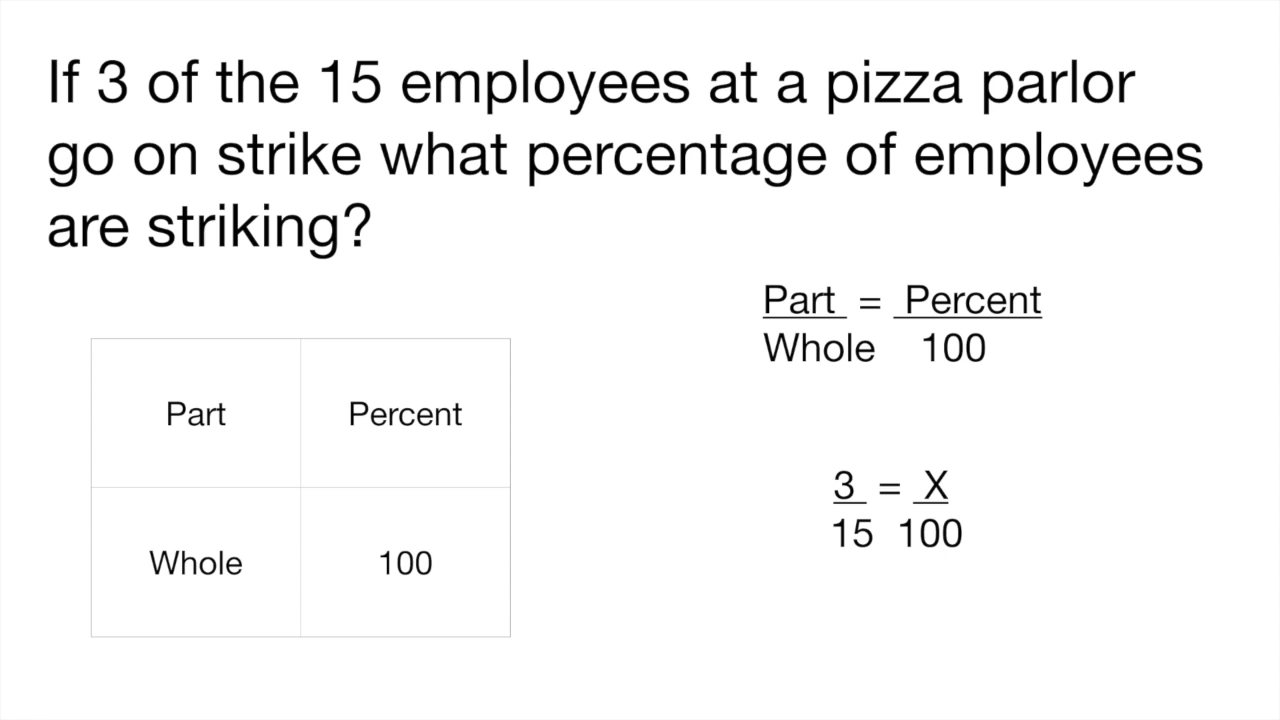 If 3 of the 15 employees at a pizza parlor
go on strike what percentage of employees
are striking?
Part = Percent
Whole 100
Part Percent
Whole 100
3 = X
15 100